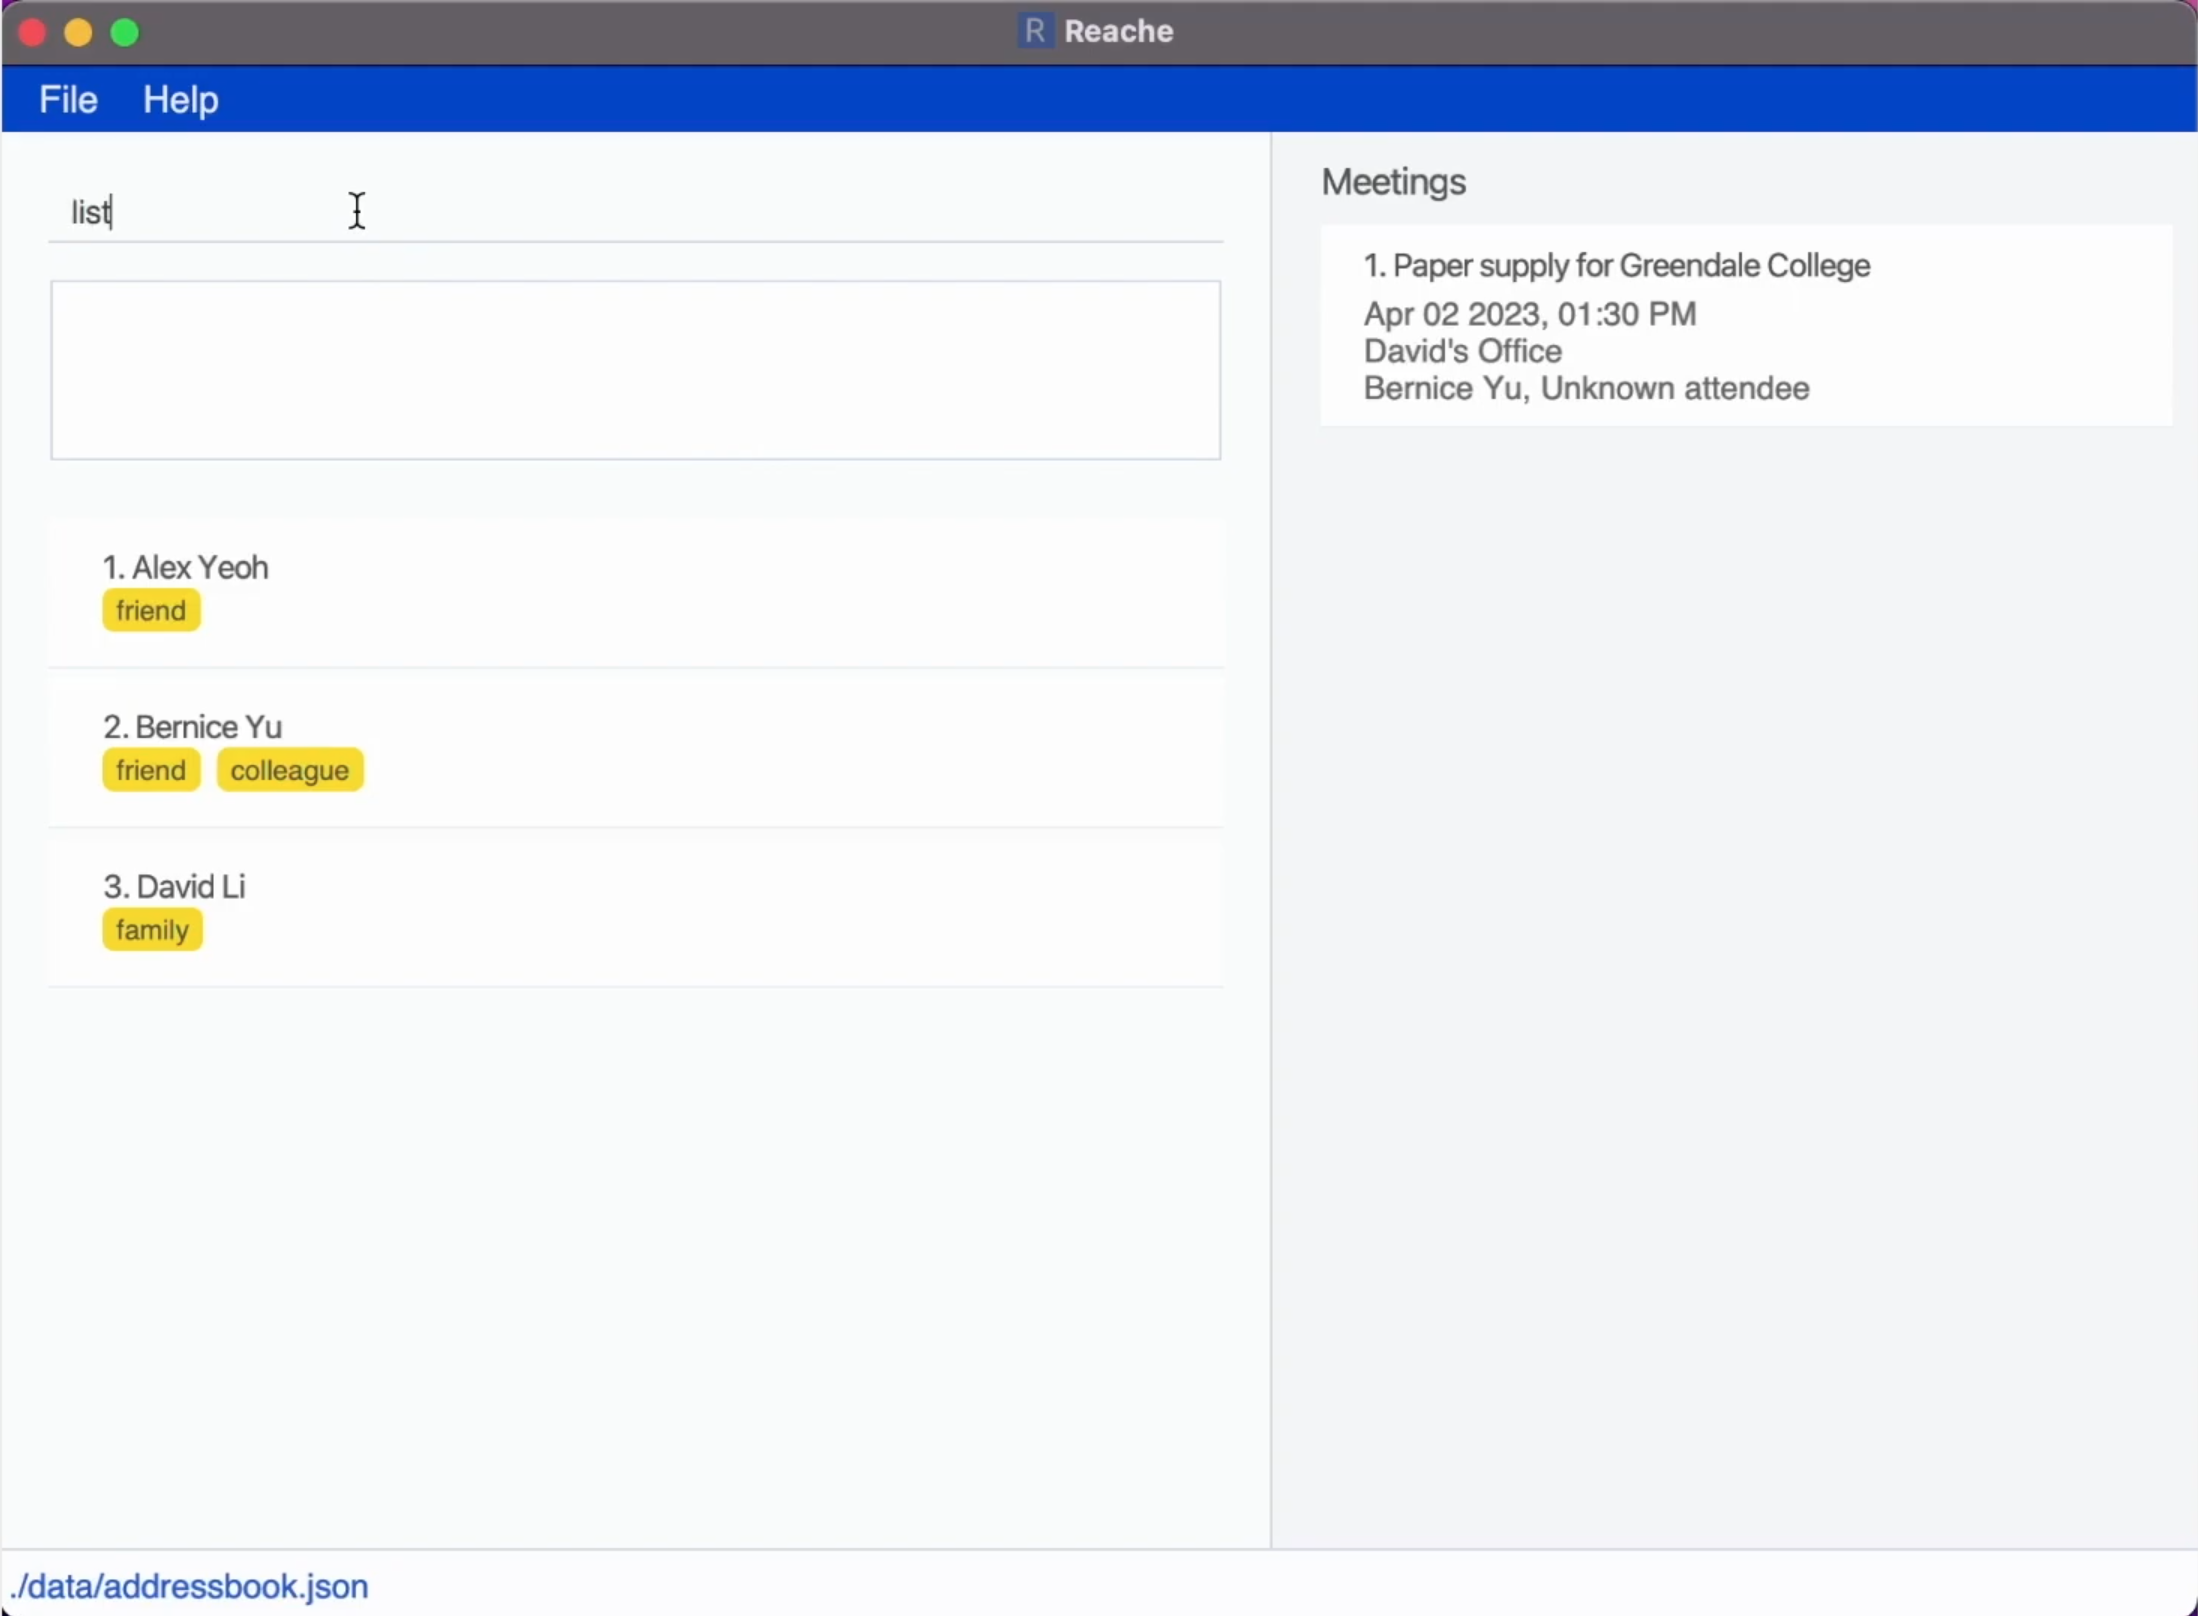 R Reache
File Help
list
1. Alex Yeoh
friend
2. Bernice Yu
friend colleague
3. David Li
family
Meetings
1. Paper supply for Greendale College
Apr 02 2023, 01:30 PM
David's Office
Bernice Yu, Unknown attendee
./data/addressbook.json